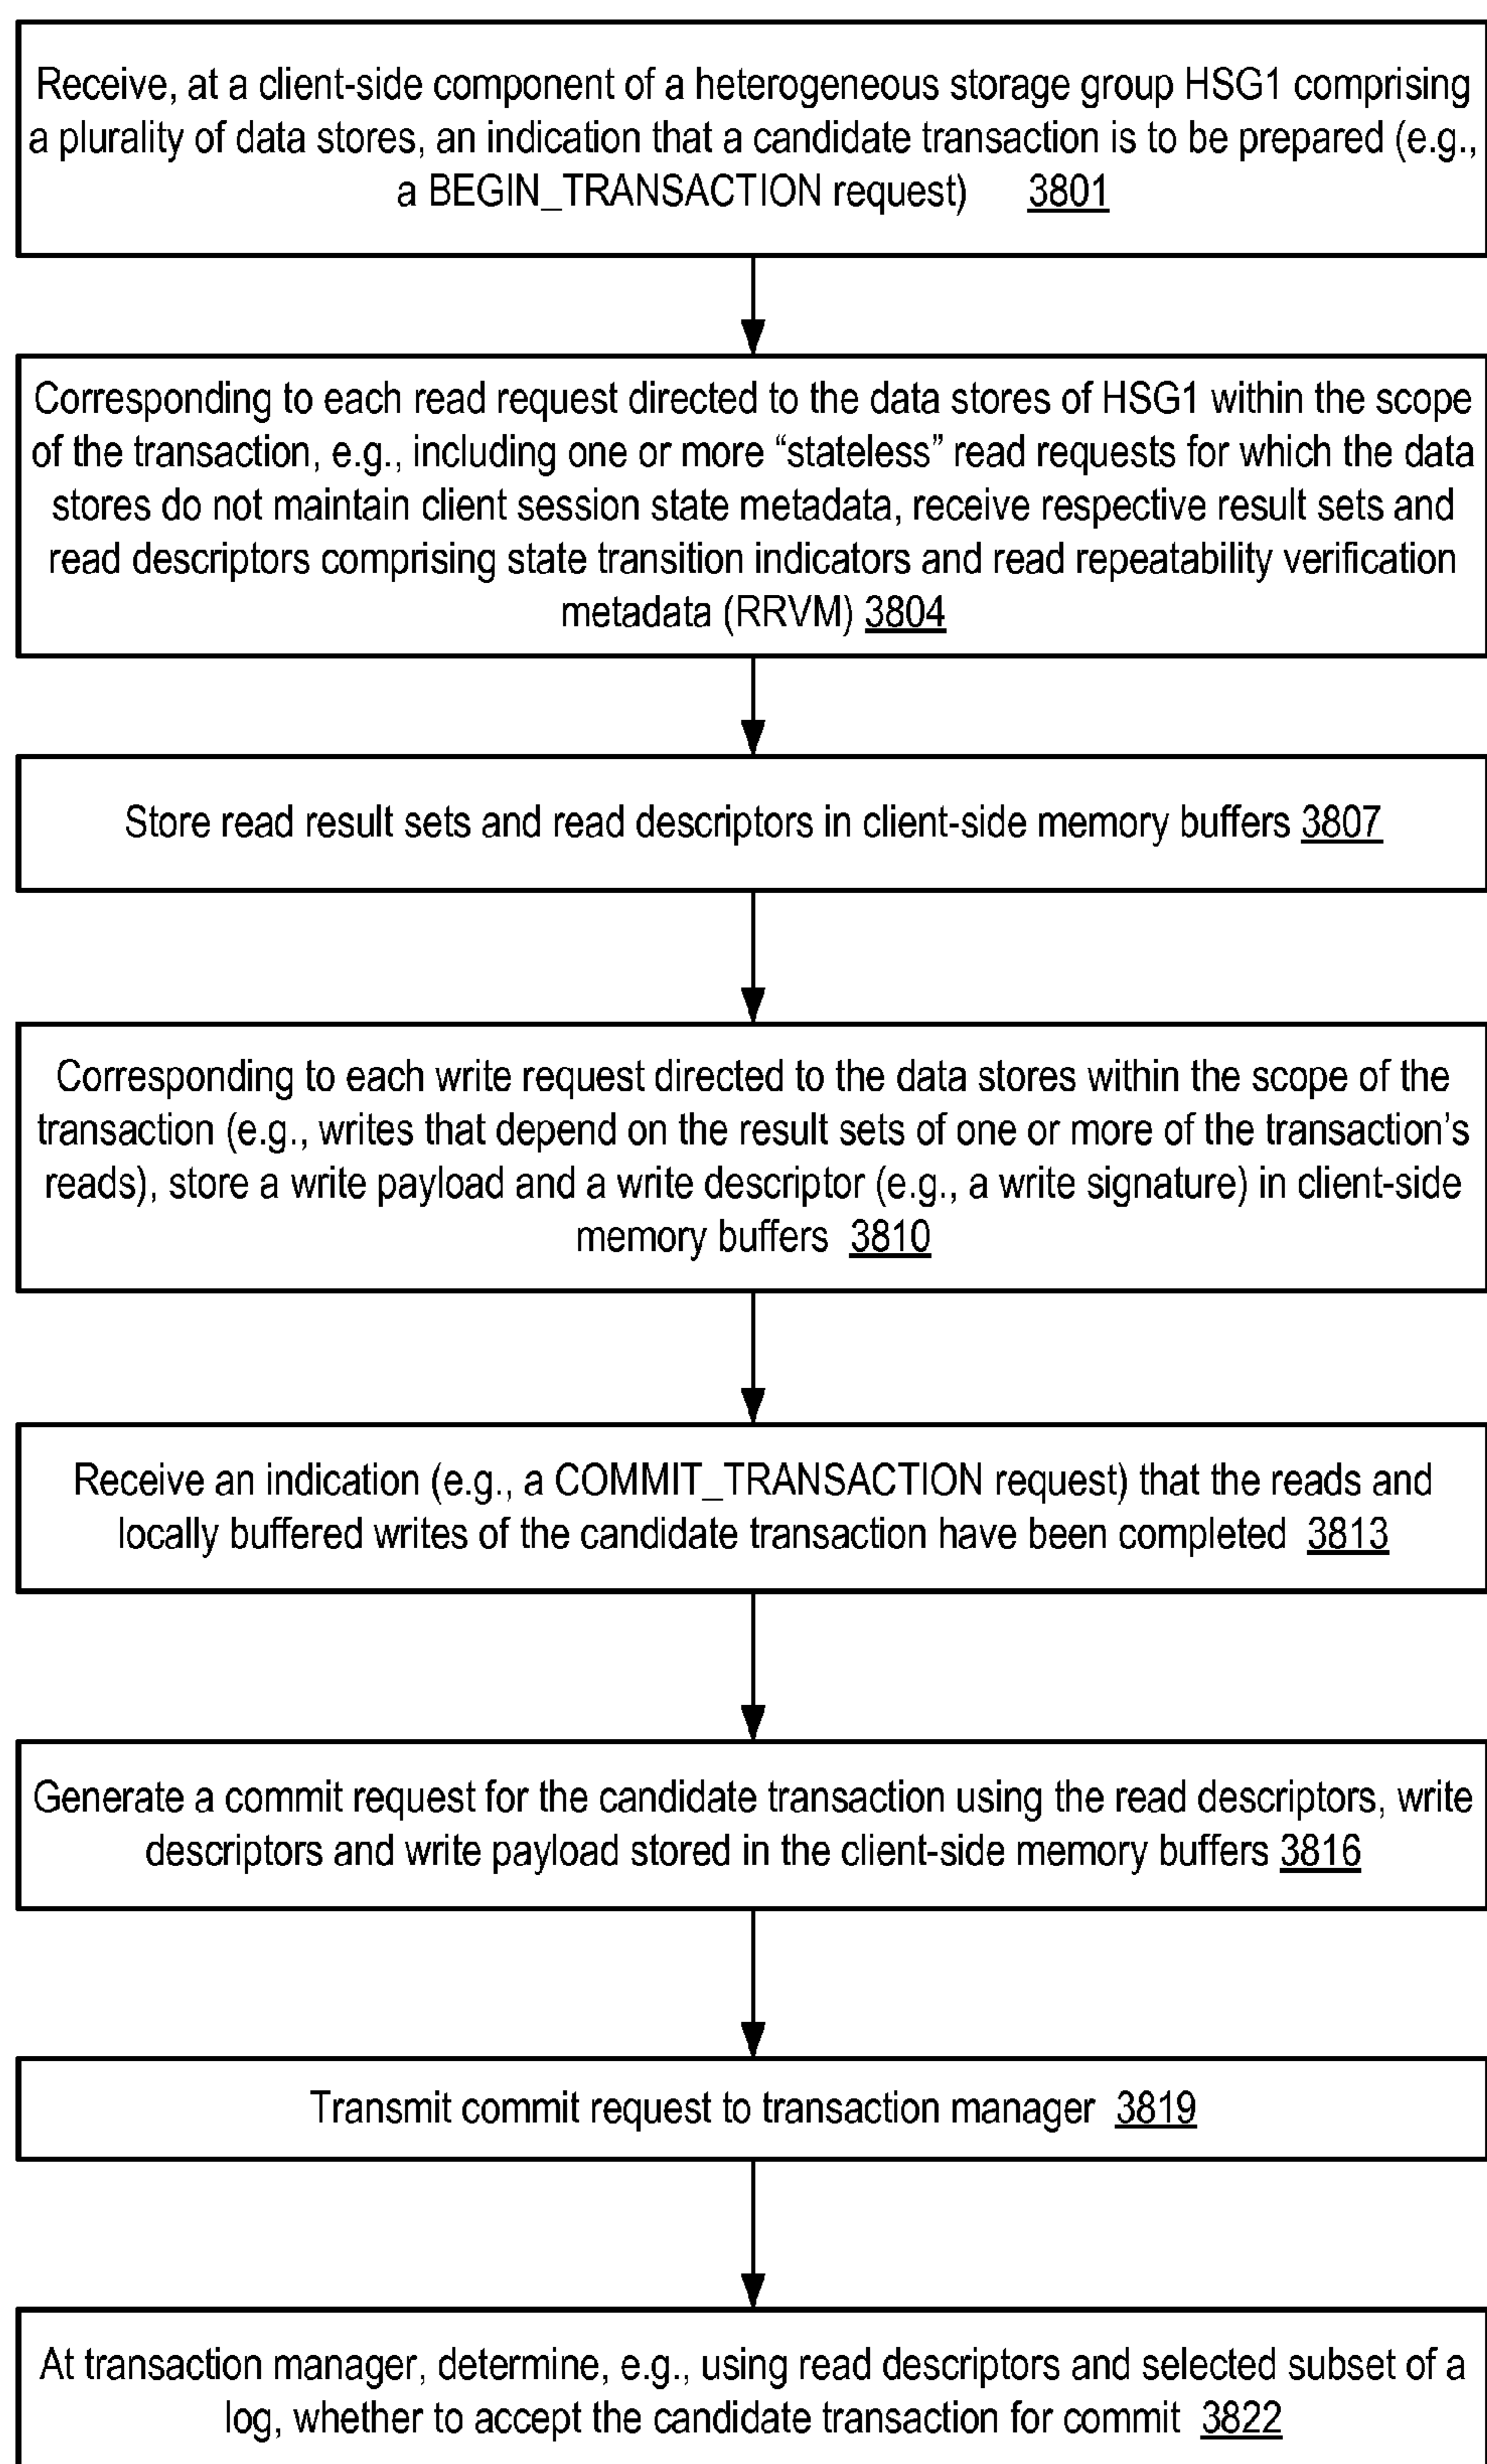 Receive, at a client-side component of a heterogeneous storage group HSG1 comprising
a plurality of data stores, an indication that a candidate transaction is to be prepared (e.g.,
a BEGIN_TRANSACTION request) 3801
Corresponding to each read request directed to the data stores of HSG1 within the scope
of the transaction, e.g., including one or more “stateless” read requests for which the data
stores do not maintain client session state metadata, receive respective result sets and
read descriptors comprising state transition indicators and read repeatability verification
metadata (RRVM) 3804
Store read result sets and read descriptors in client-side memory buffers 3807
Corresponding to each write request directed to the data stores within the scope of the
transaction (e.g., writes that depend on the result sets of one or more of the transaction’s
reads), store a write payload and a write descriptor (e.g., a write signature) in client-side
memory buffers 3810
Receive an indication (e.g., a COMMIT_TRANSACTION request) that the reads and
locally buffered writes of the candidate transaction have been completed 3813
Generate a commit request for the candidate transaction using the read descriptors, write
descriptors and write payload stored in the client-side memory buffers 3816
Transmit commit request to transaction manager 3819
At transaction manager, determine, e.g., using read descriptors and selected subset of a
log, whether to accept the candidate transaction for commit 3822